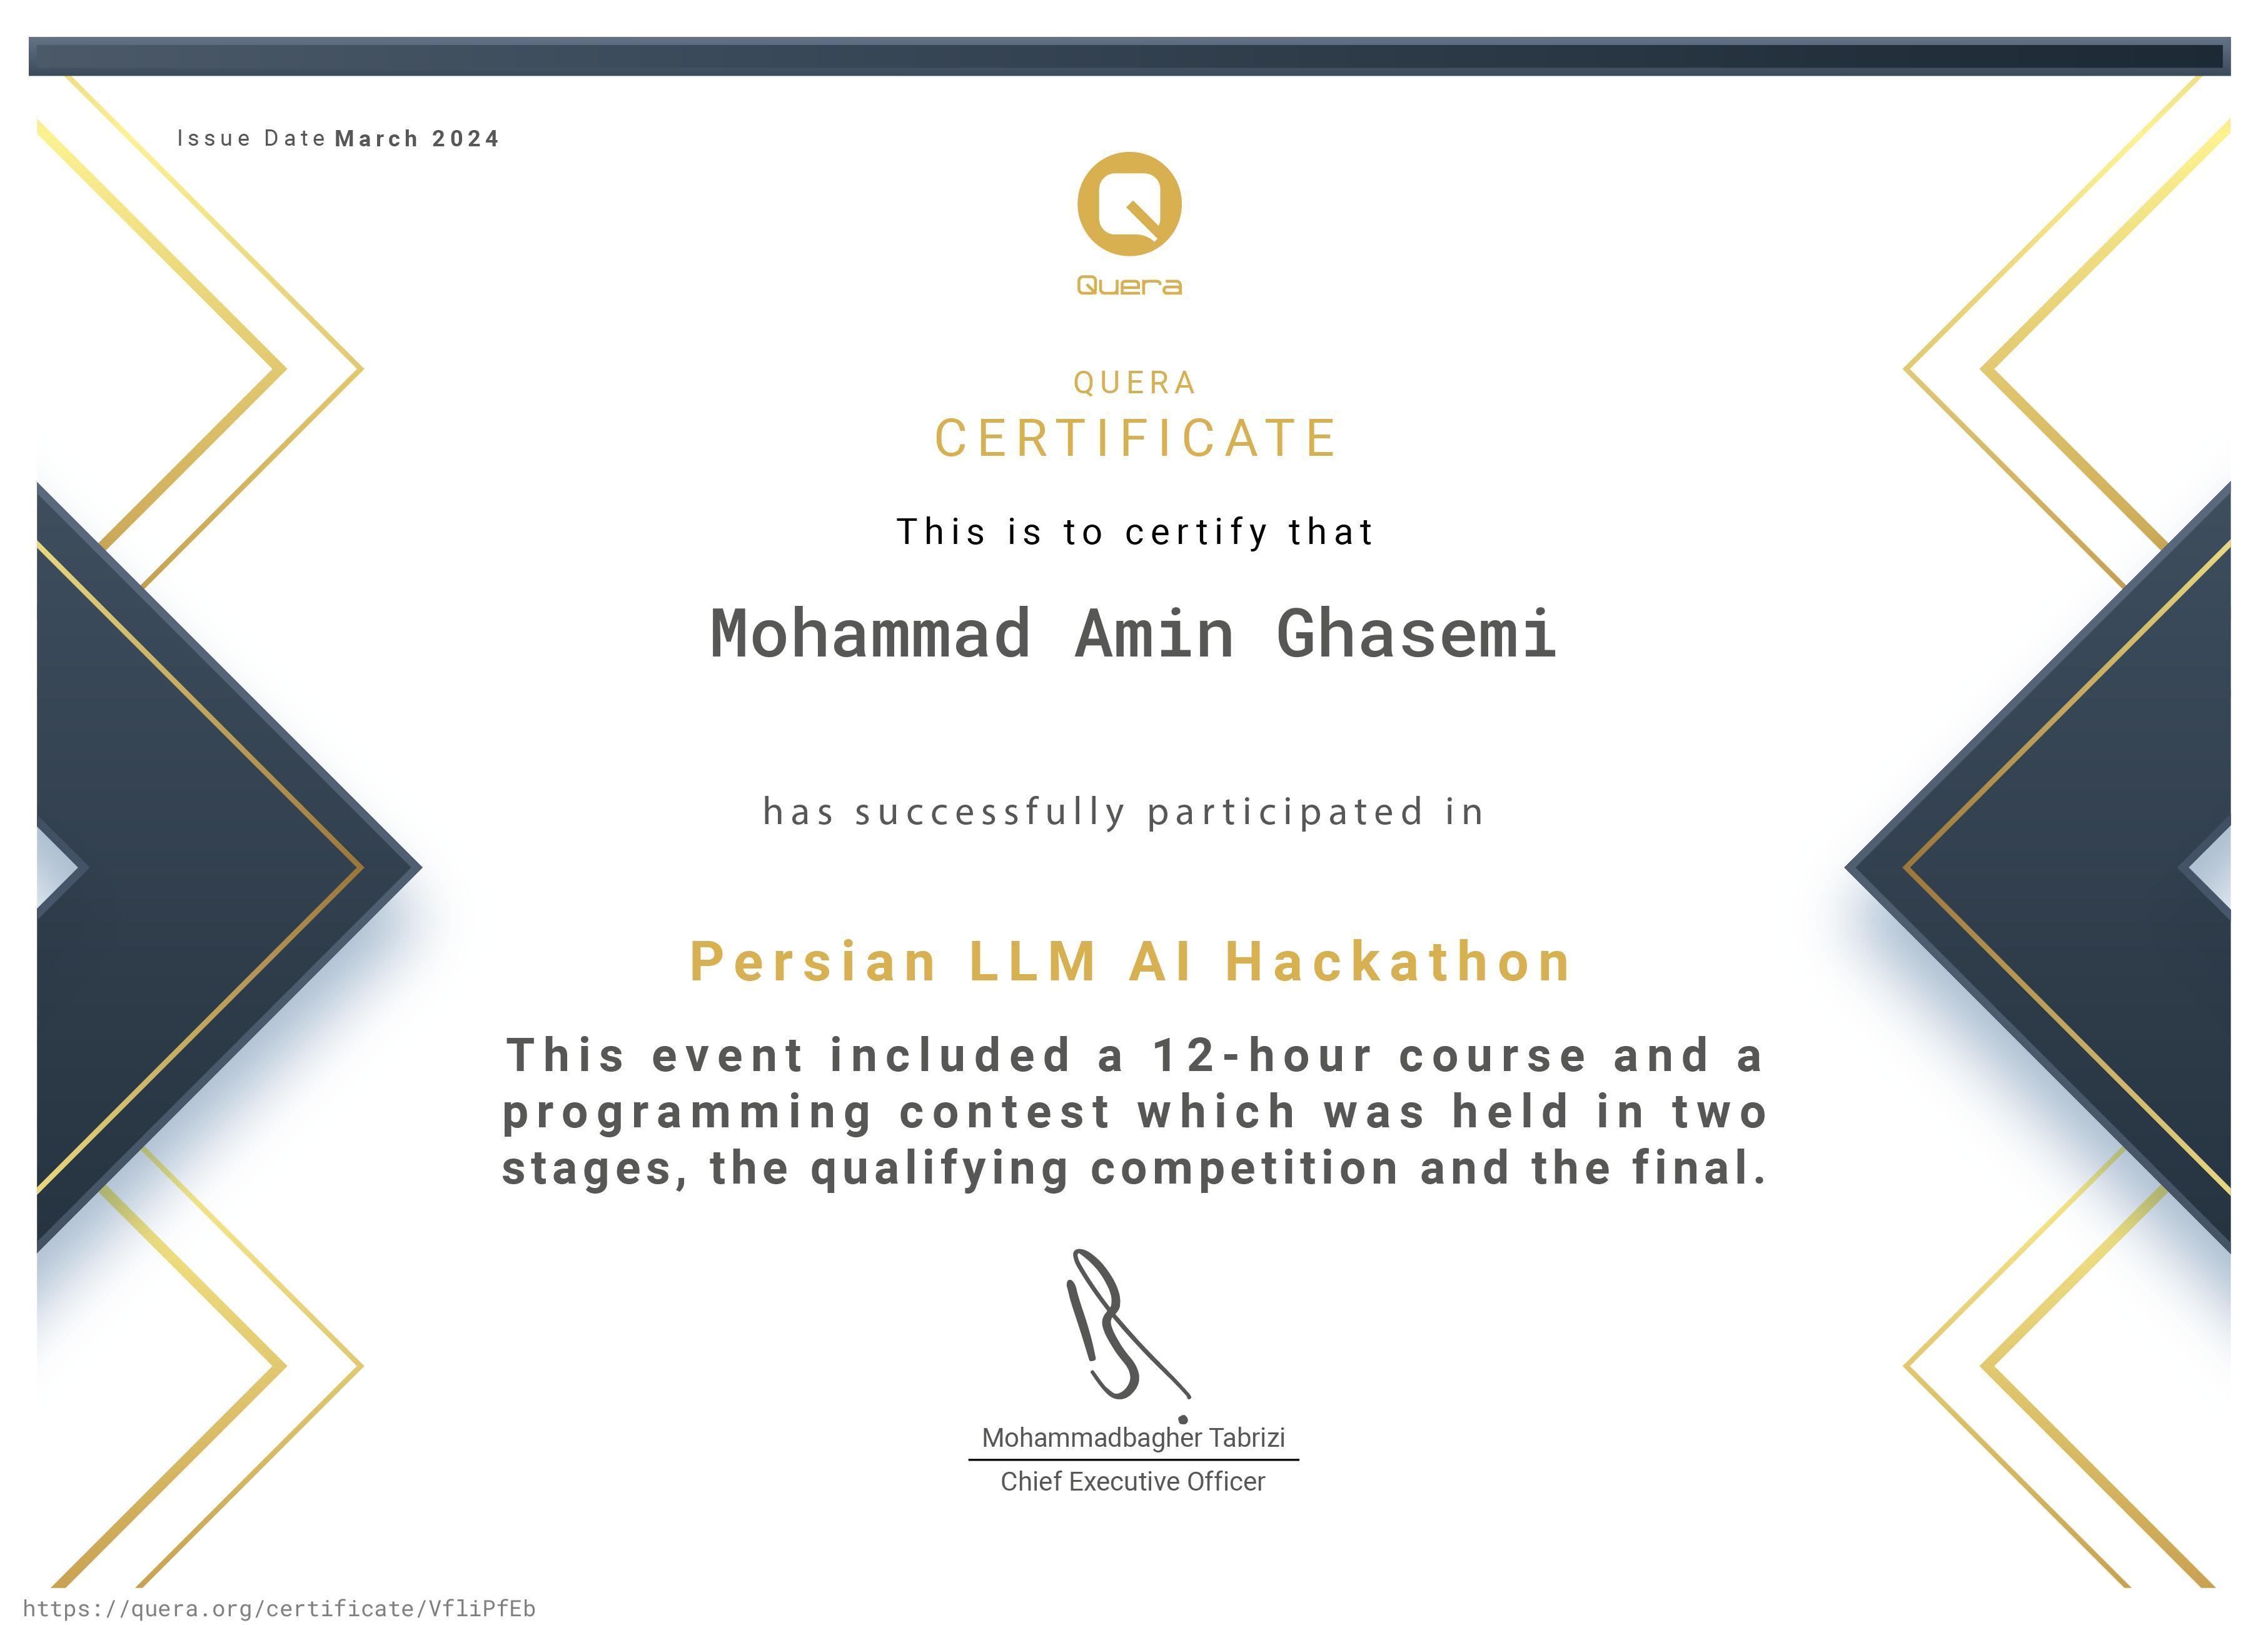 Issue Date March 2024
Quera
QUERA
CERTIFICATE
This is to certify that
Mohammad Amin Ghasemi
has successfully participated in
Persian LLM AI Hackathon
This event included a 12-hour course and a
programming contest which was held in two
stages, the qualifying competition and the final.
Mohammadbagher Tabrizi
Chief Executive Officer
https://quera.org/certificate/VfliPfEb